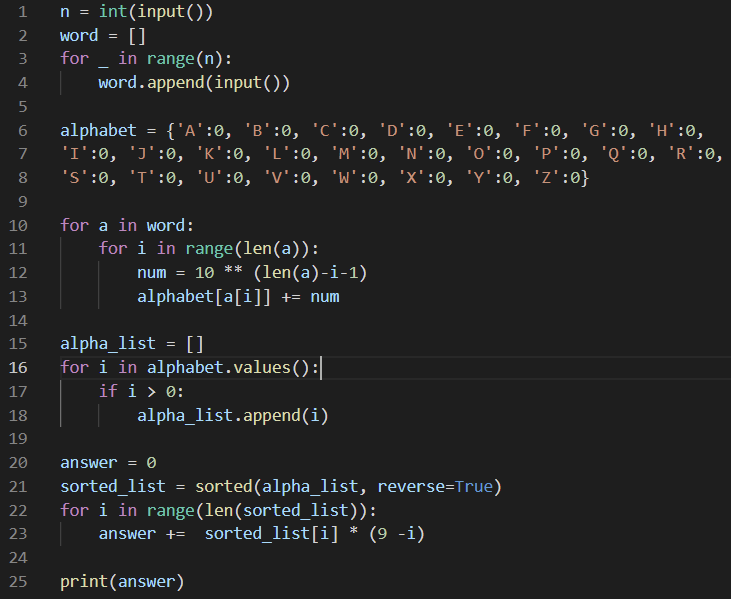 1 n = int(input())
2 word = []
3 for _ in range(n):
4     word.append(input())
5
6 alphabet = {'A':0, 'B':0, 'C':0, 'D':0, 'E':0, 'F':0, 'G':0, 'H':0,
7 'I':0, 'J':0, 'K':0, 'L':0, 'M':0, 'N':0, 'O':0, 'P':0, 'Q':0, 'R':0,
8 'S':0, 'T':0, 'U':0, 'V':0, 'W':0, 'X':0, 'Y':0, 'Z':0}
9
10 for a in word:
11     for i in range(len(a)):
12         num = 10 ** (len(a)-i-1)
13         alphabet[a[i]] += num
14
15 alpha_list = []
16 for i in alphabet.values():
17     if i > 0:
18         alpha_list.append(i)
19
20 answer = 0
21 sorted_list = sorted(alpha_list, reverse=True)
22 for i in range(len(sorted_list)):
23     answer +=  sorted_list[i] * (9 -i)
24
25 print(answer)